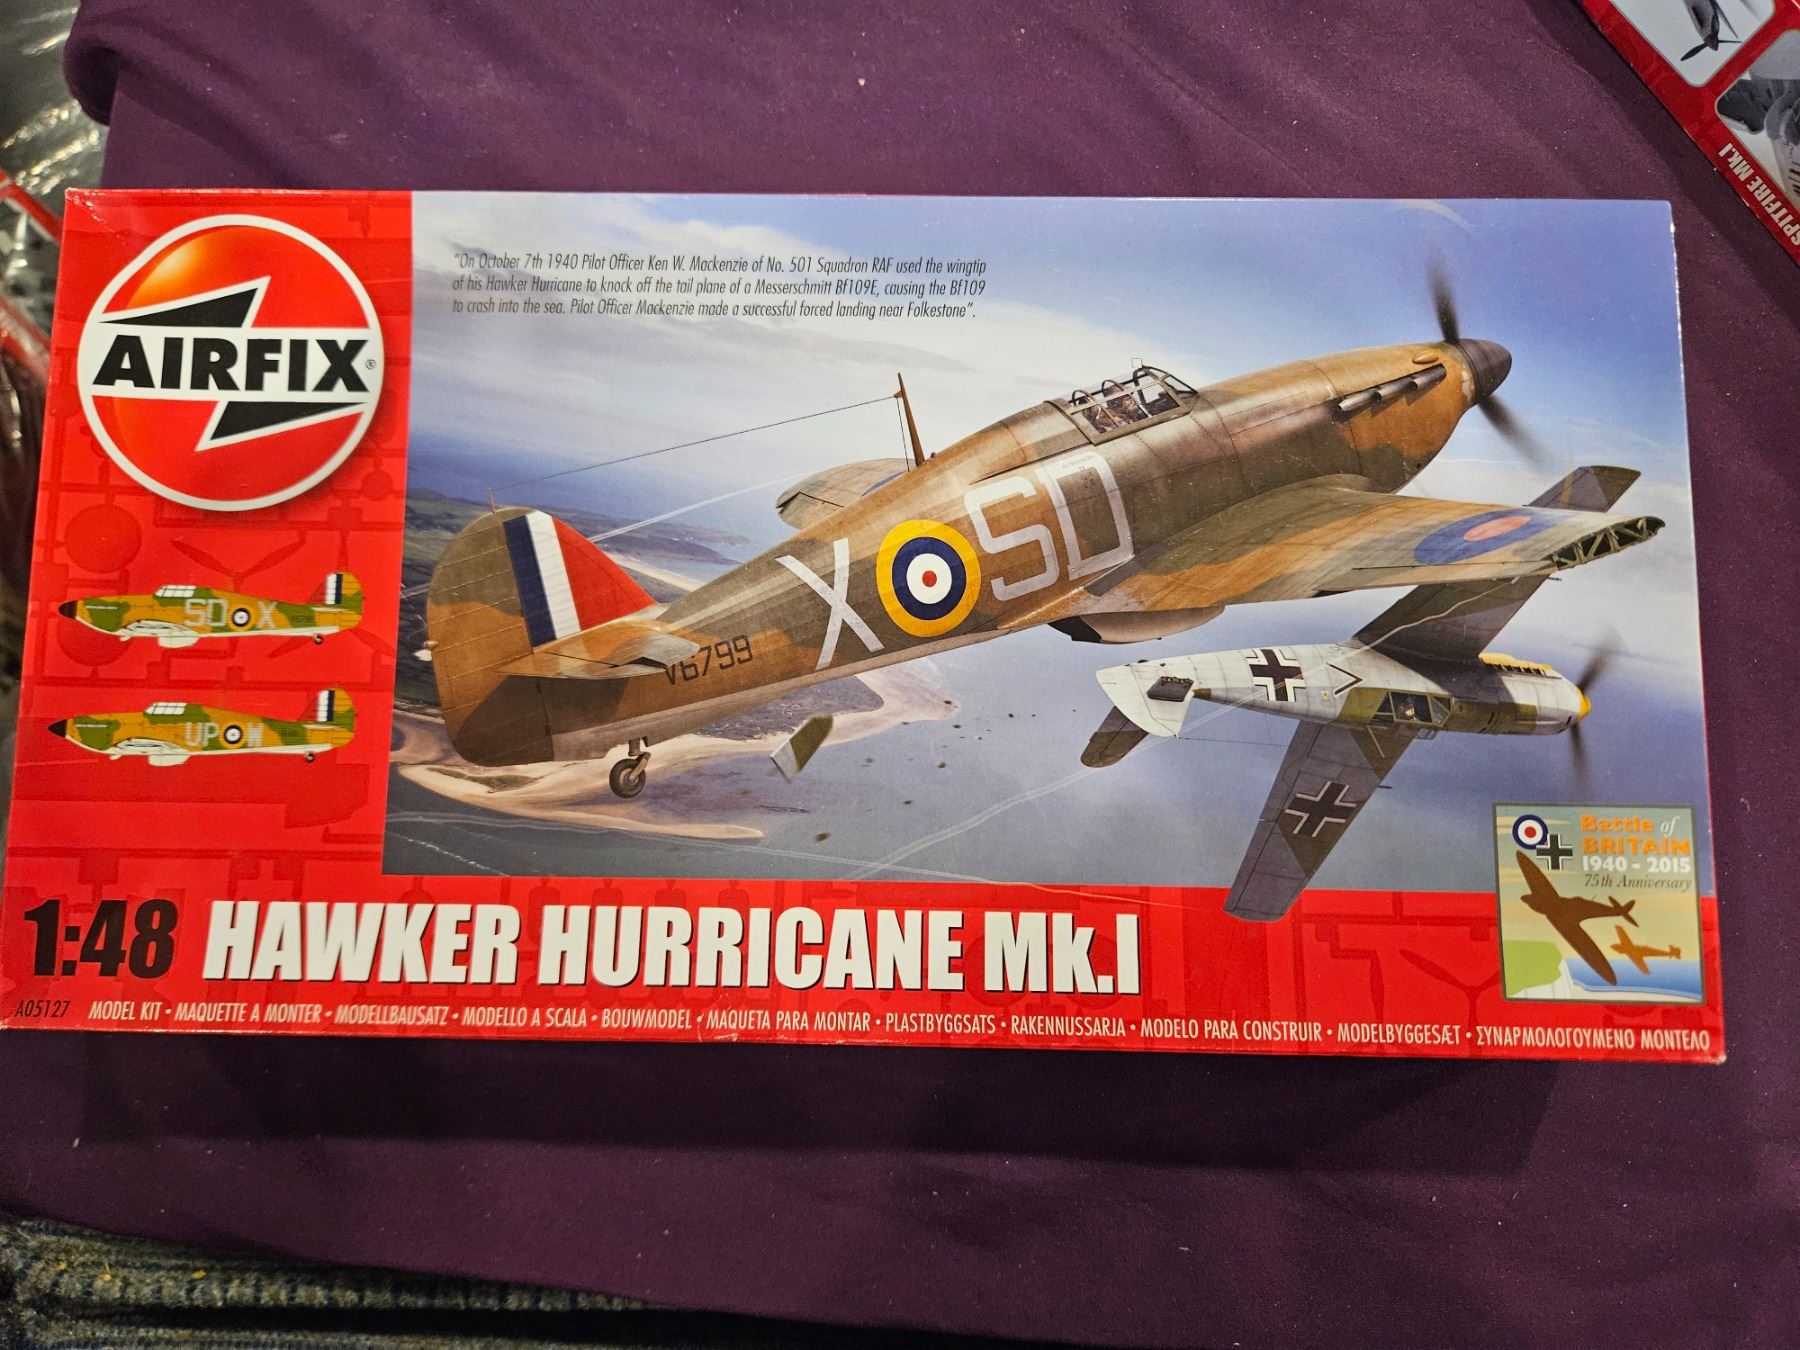 SPITFIRE Mk.I
AIRFIX®
"On October 7th 1940 Pilot Officer Ken W. Mackenzie of No. 501 Squadron RAF used the wingtip
of his Hawker Hurricane to knock off the tail plane of a Messerschmitt Bf109E, causing the Bf109
to crash into the sea. Pilot Officer Mackenzie made a successful forced landing near Folkestone".
X SD
V6799
SD X
UP W
Battle of
BRITAIN
1940 - 2015
75th Anniversary
1:48 HAWKER HURRICANE Mk.I
A05127 MODEL KIT • MAQUETTE A MONTER • MODELLBAUSATZ • MODELLO A SCALA • BOUWMODEL • MAQUETA PARA MONTAR • PLASTBYGGSATS • RAKENNUSSARJA • MODELO PARA CONSTRUIR • MODELBYGGESÆT • ΣΥΝΑΡΜΟΛΟΓΟΥΜΕΝΟ ΜΟΝΤΕΛΟ